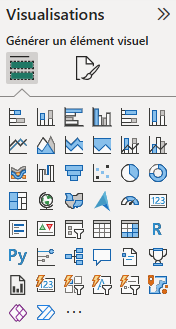 Visualisations
Générer un élément visuel
123
R
Py
123